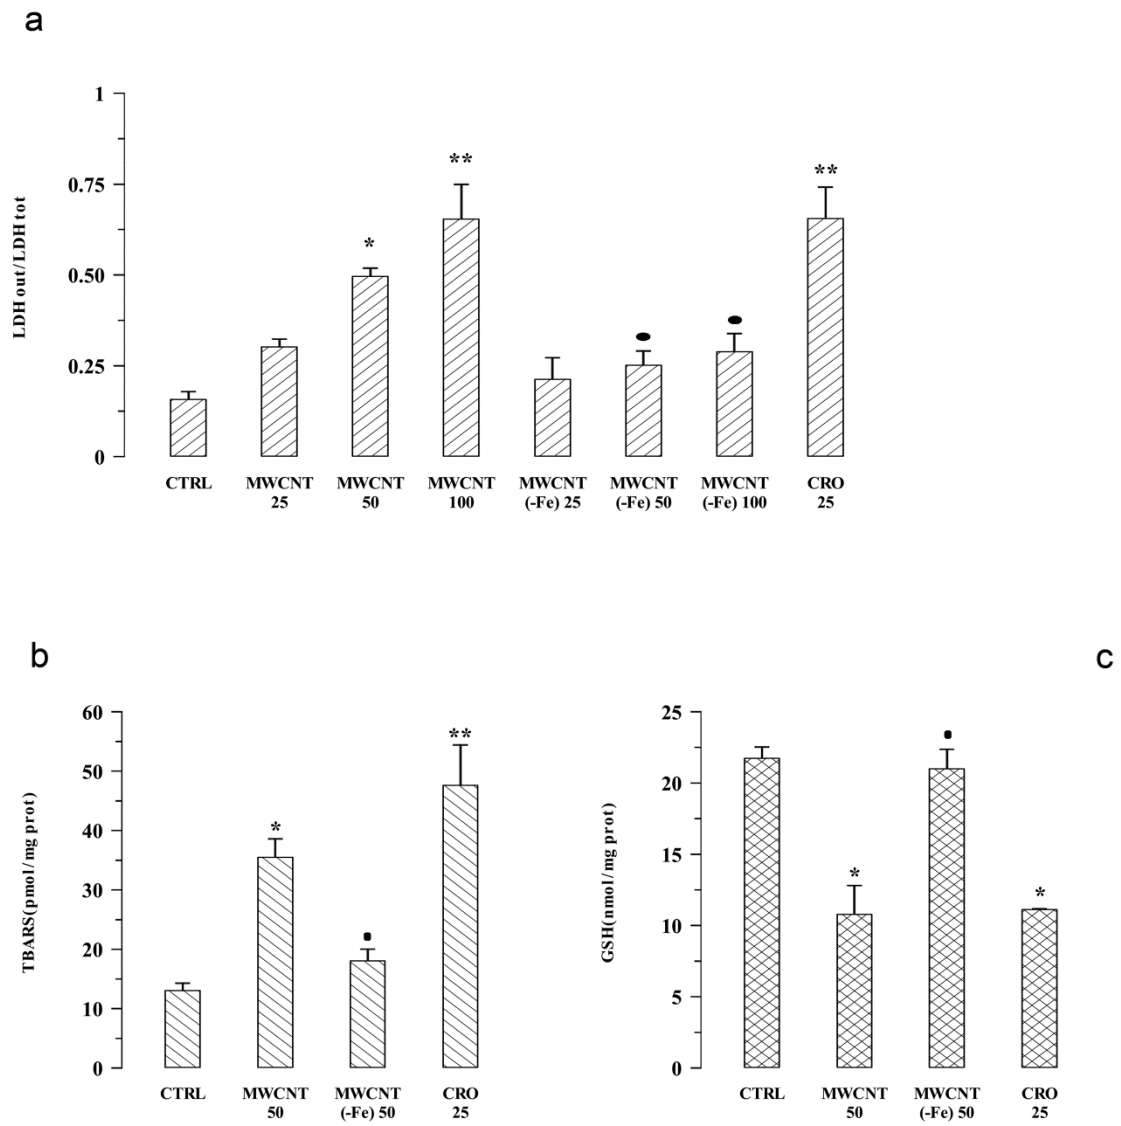 a
LDH out/LDH tot
1
0.75
0.50
0.25
0
*
**
**
CTRL
MWCNT
25
MWCNT
50
MWCNT
100
MWCNT
(-Fe) 25
MWCNT
(-Fe) 50
MWCNT
(-Fe) 100
CRO
25
b
TBARS(pmol/mg prot)
60
50
40
30
20
10
0
*
**
CTRL
MWCNT
50
MWCNT
(-Fe) 50
CRO
25
c
GSH(nmol/mg prot)
25
20
15
10
5
0
*
*
CTRL
MWCNT
50
MWCNT
(-Fe) 50
CRO
25